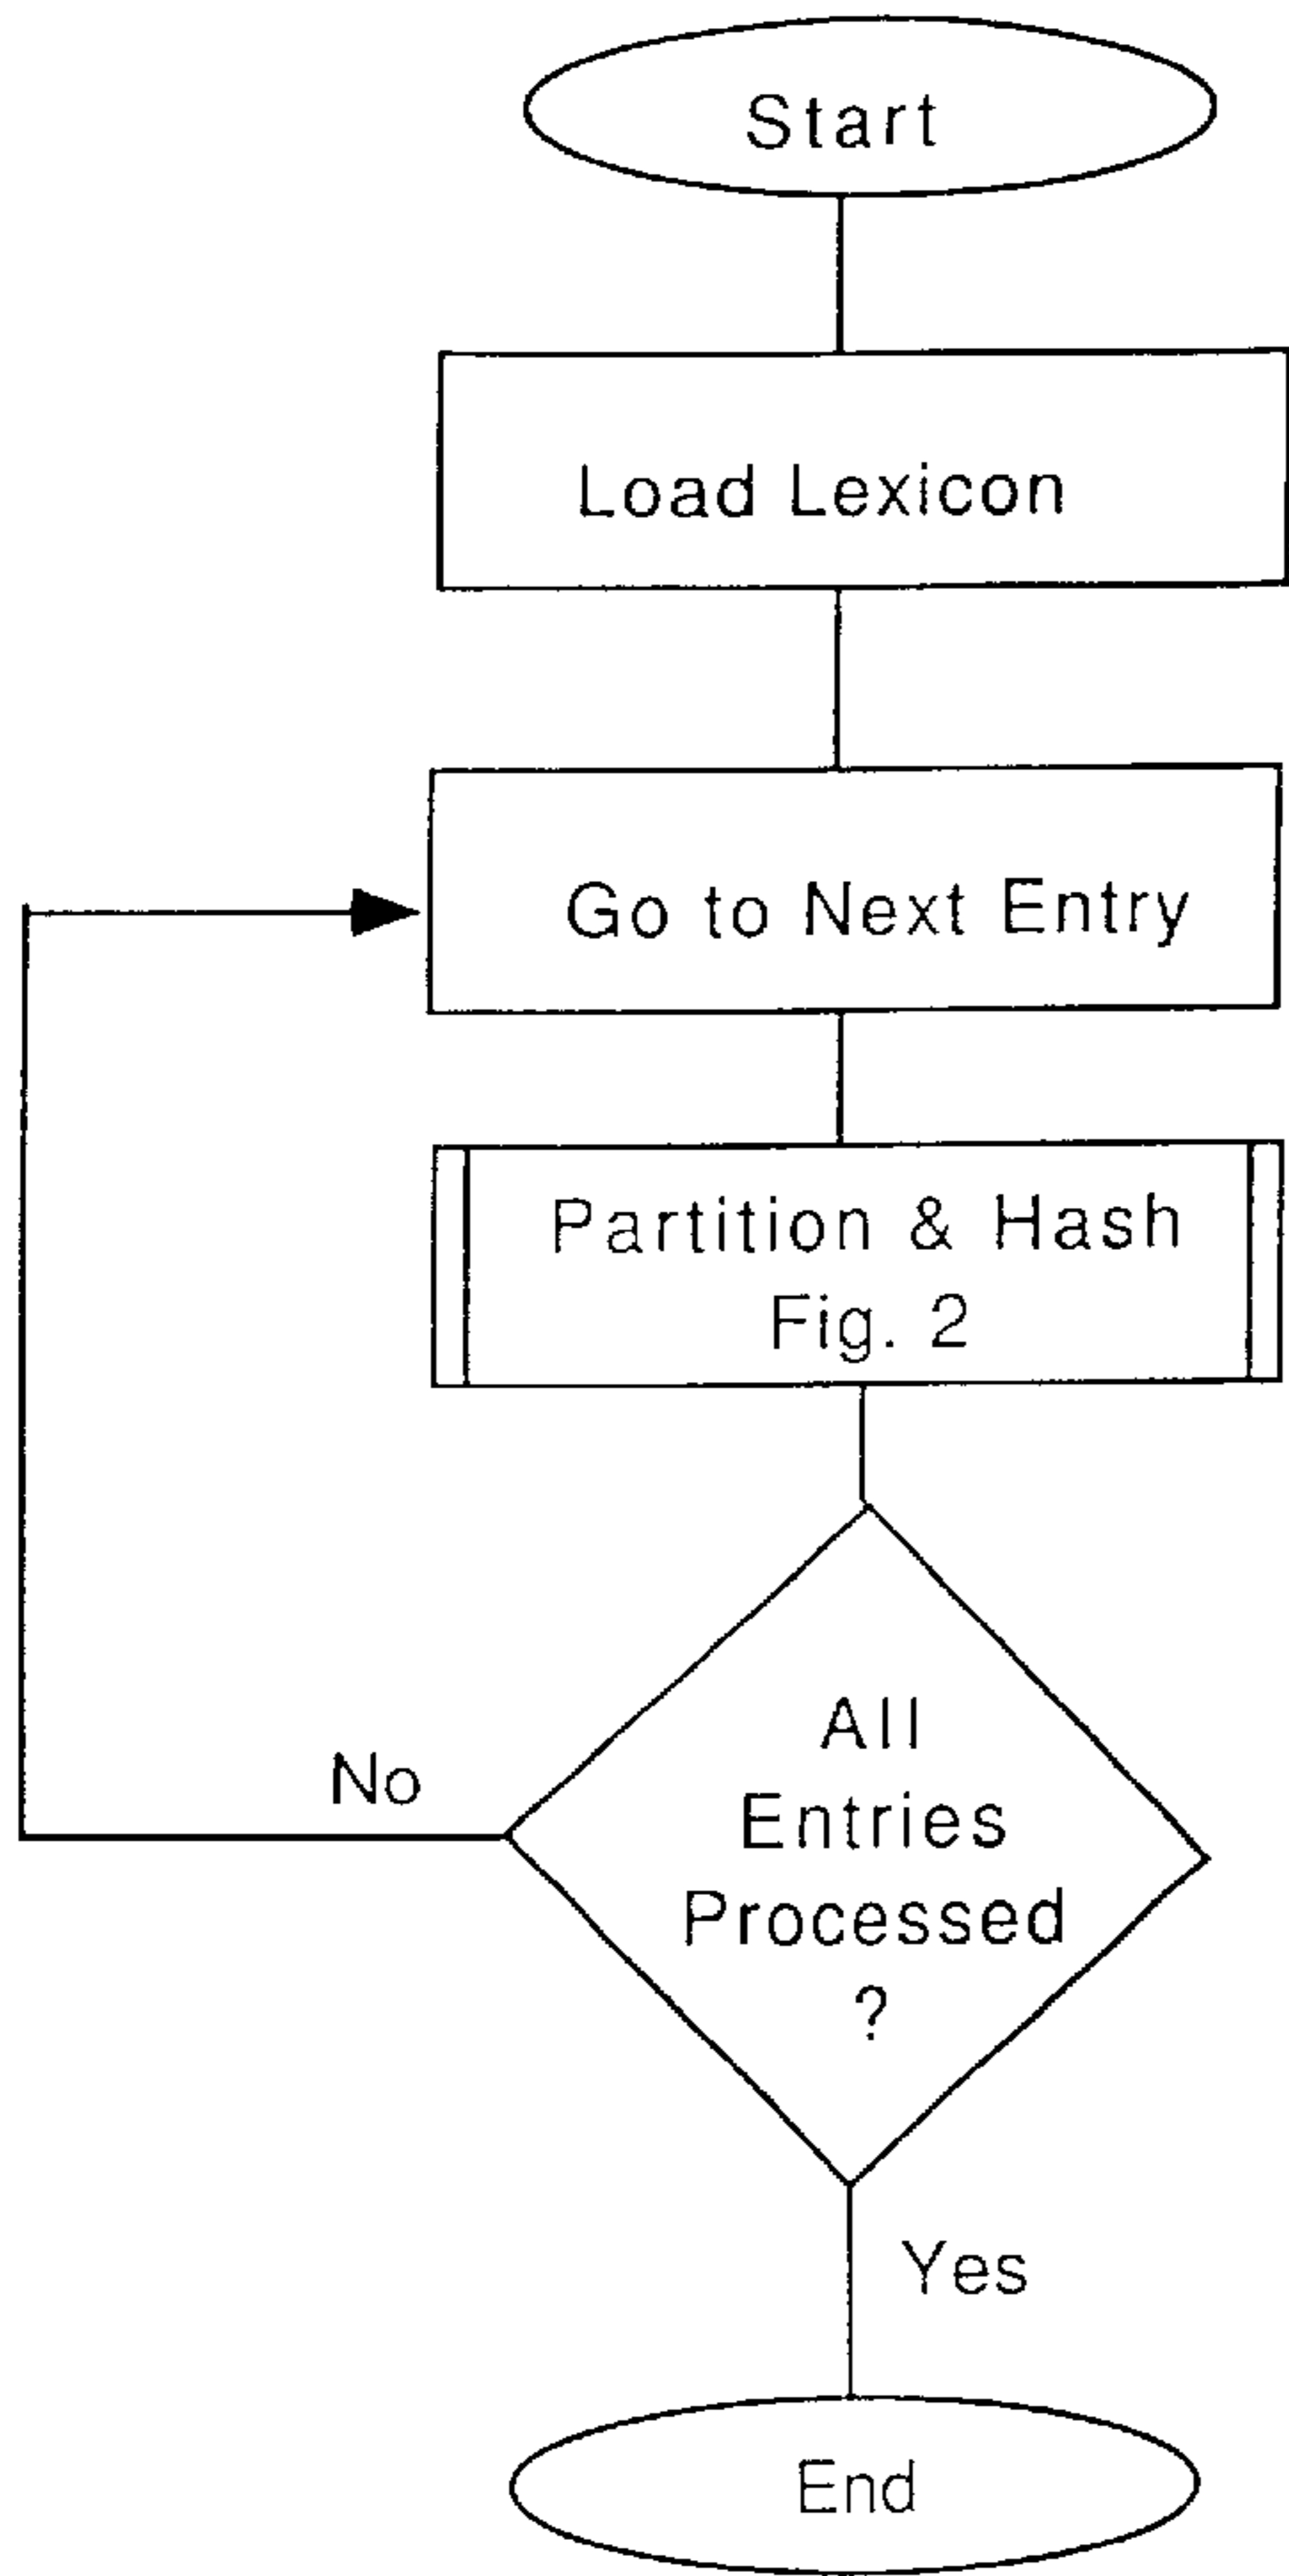 Start
Load Lexicon
Go to Next Entry
Partition & Hash
Fig. 2
All
Entries
Processed
?
No
Yes
End